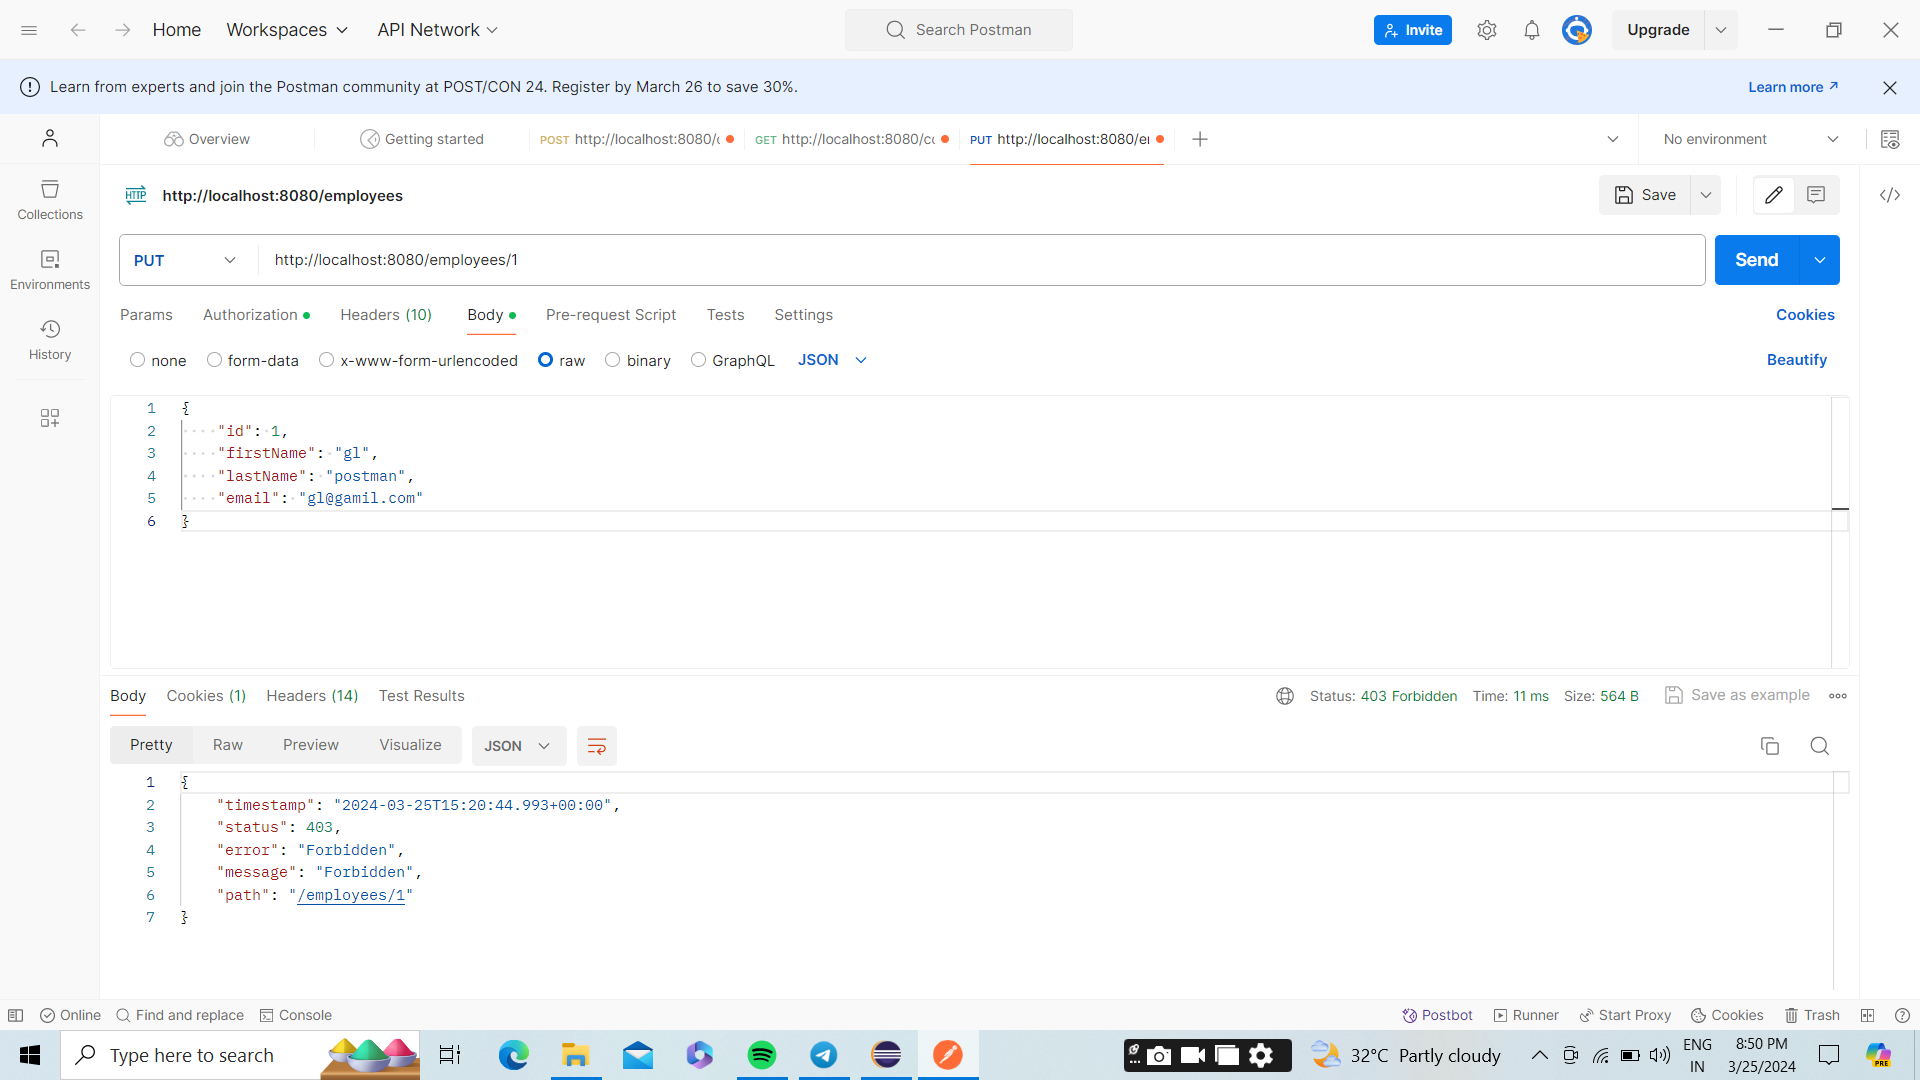 Home Workspaces API Network Search Postman Invite Upgrade
Learn from experts and join the Postman community at POST/CON 24. Register by March 26 to save 30%. Learn more
Overview Getting started POST http://localhost:8080/ GET http://localhost:8080/c PUT http://localhost:8080/e No environment
HTTP http://localhost:8080/employees Save
Collections
PUT http://localhost:8080/employees/1 Send
Environments
Params Authorization Headers (10) Body Pre-request Script Tests Settings Cookies
History
none form-data x-www-form-urlencoded raw binary GraphQL JSON Beautify
1 {
2 "id": 1,
3 "firstName": "gl",
4 "lastName": "postman",
5 "email": "gl@gamil.com"
6 }
Body Cookies (1) Headers (14) Test Results Status: 403 Forbidden Time: 11 ms Size: 564 B Save as example
Pretty Raw Preview Visualize JSON
1 {
2 "timestamp": "2024-03-25T15:20:44.993+00:00",
3 "status": 403,
4 "error": "Forbidden",
5 "message": "Forbidden",
6 "path": "/employees/1"
7 }
Online Find and replace Console Postbot Runner Start Proxy Cookies Trash
Type here to search 32°C Partly cloudy ENG IN 8:50 PM 3/25/2024 PRE